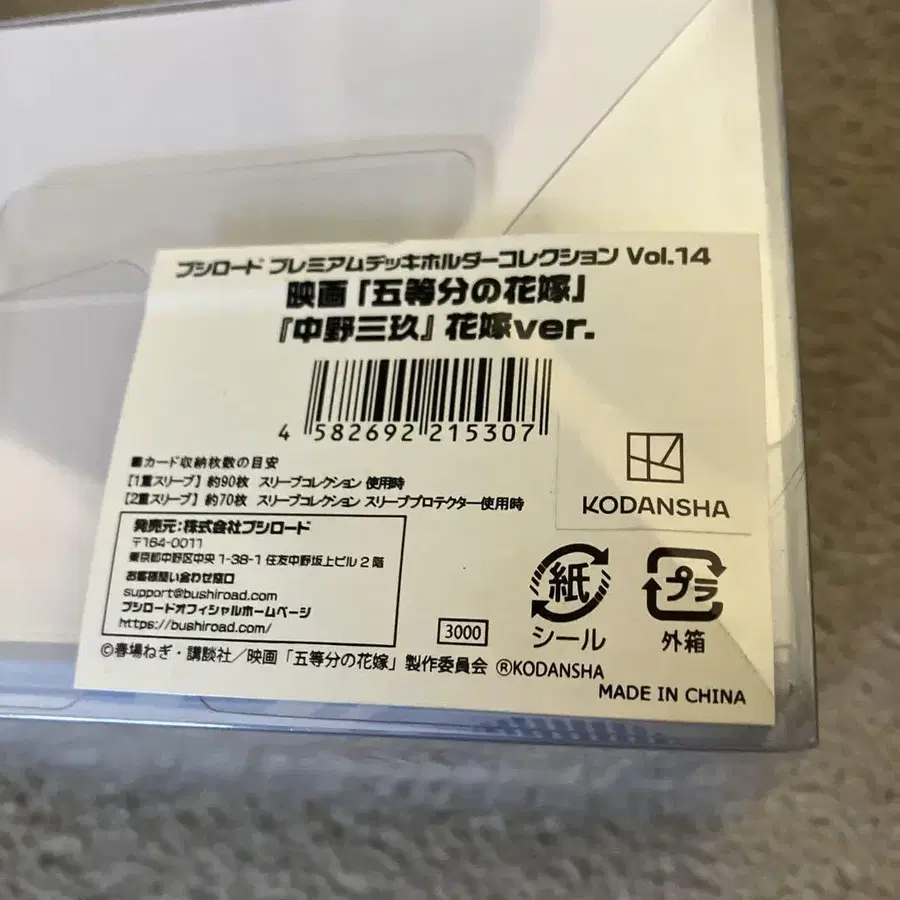 ブシロード プレミアムデッキホルダーコレクション Vol.14
映画「五等分の花嫁」
『中野三玖』花嫁ver.
4 582692 215307
■カード収納枚数の目安
【1重スリーブ】約90枚 スリーブコレクション 使用時
【2重スリーブ】約70枚 スリーブコレクション スリーブプロテクター使用時
KODANSHA
発売元:株式会社ブシロード
〒164-0011
東京都中野区中央 1-38-1 住友中野坂上ビル 2 階
お客様問い合わせ窓口
support@bushiroad.com
ブシロードオフィシャルホームページ
https://bushiroad.com/
3000
紙
シール
プラ
外箱
©春場ねぎ・講談社／映画「五等分の花嫁」製作委員会 ®KODANSHA
MADE IN CHINA